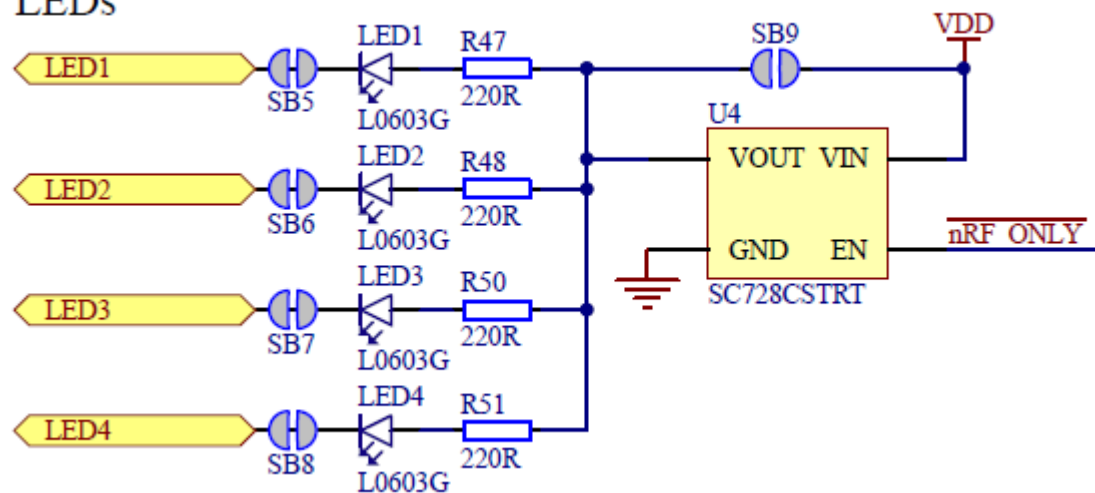 LEDs
VDD
LED1 SB5 LED1 L0603G R47 220R SB9
U4
VOUT VIN
GND EN
SC728CSTRT
nRF_ONLY
LED2 SB6 LED2 L0603G R48 220R
LED3 SB7 LED3 L0603G R50 220R
LED4 SB8 LED4 L0603G R51 220R